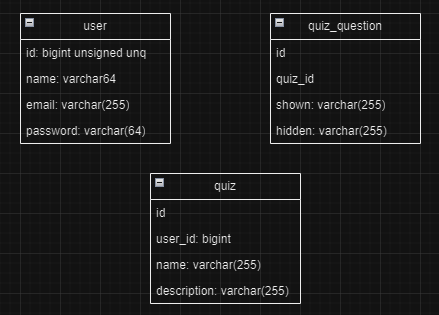 user
id: bigint unsigned unq
name: varchar64
email: varchar(255)
password: varchar(64)
quiz_question
id
quiz_id
shown: varchar(255)
hidden: varchar(255)
quiz
id
user_id: bigint
name: varchar(255)
description: varchar(255)